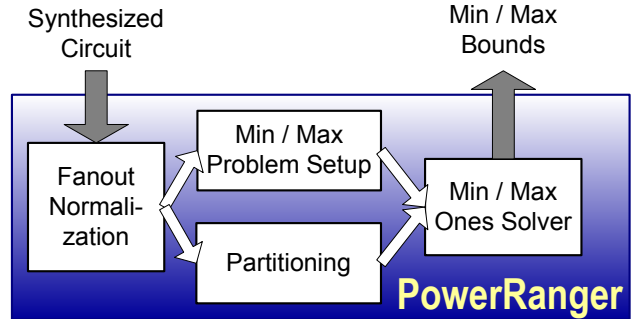 Synthesized
Circuit
Min / Max
Bounds
Fanout
Normali-
zation
Min / Max
Problem Setup
Partitioning
Min / Max
Ones Solver
PowerRanger